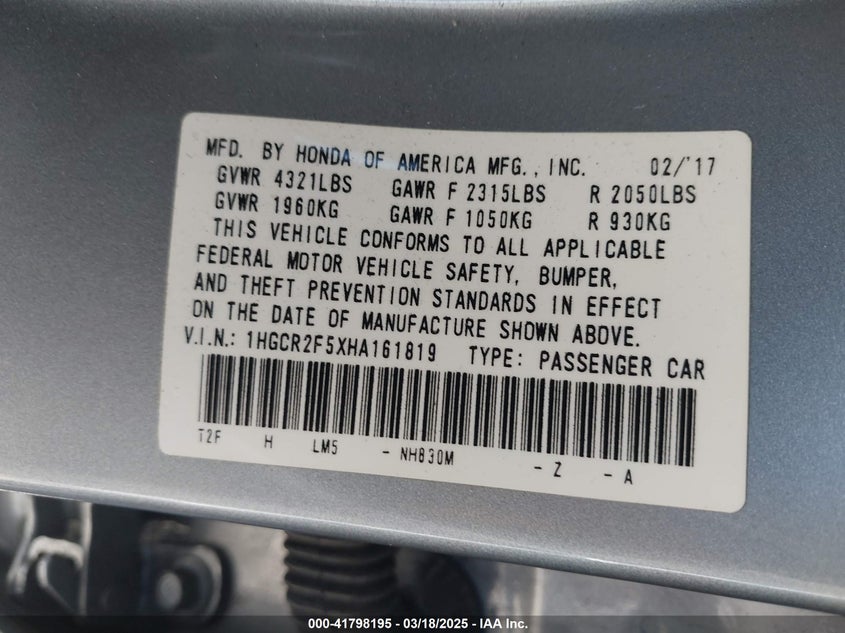 MFD. BY HONDA OF AMERICA MFG., INC. 02/'17
GVWR 4321LBS GAWR F 2315LBS R 2050LBS
GVWR 1960KG GAWR F 1050KG R 930KG
THIS VEHICLE CONFORMS TO ALL APPLICABLE
FEDERAL MOTOR VEHICLE SAFETY, BUMPER,
AND THEFT PREVENTION STANDARDS IN EFFECT
ON THE DATE OF MANUFACTURE SHOWN ABOVE.
V.I.N.: 1HGCR2F5XHA161819 TYPE: PASSENGER CAR
T2F H LM5 - NH830M - Z - A
000-41798195 - 03/18/2025 - IAA Inc.